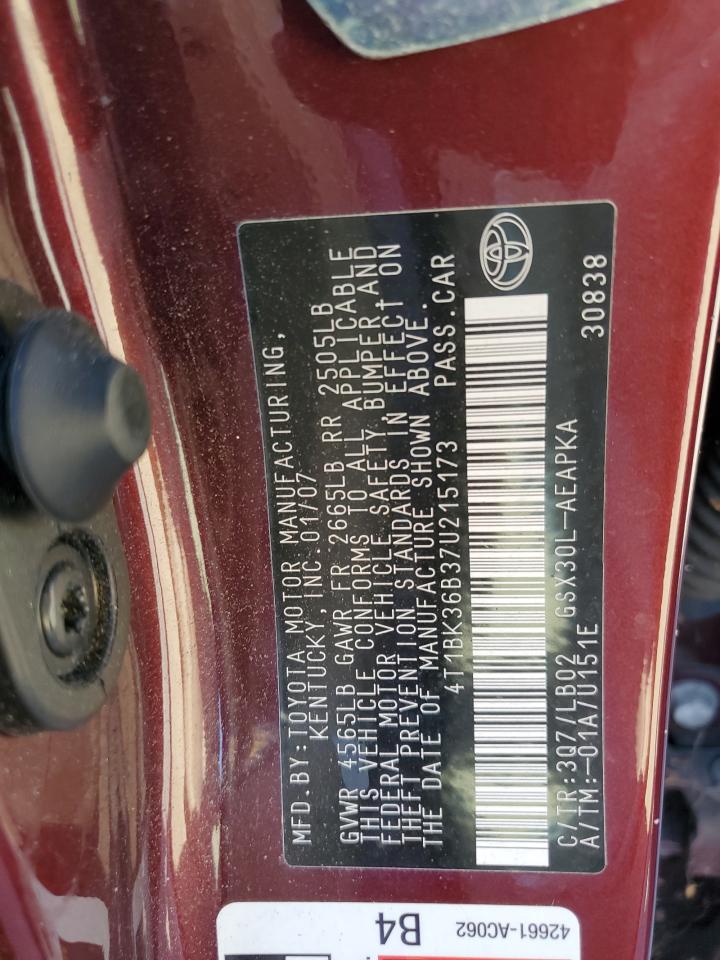 MFD.BY:TOYOTA MOTOR MANUFACTURING,
KENTUCKY, INC.01/07
GVWR 4565LB GAWR FR 2665LB RR 2505LB
THIS VEHICLE CONFORMS TO ALL APPLICABLE
FEDERAL MOTOR VEHICLE SAFETY,BUMPER AND
THEFT PREVENTION STANDARDS IN EFFECT ON
THE DATE OF MANUFACTURE SHOWN ABOVE.
4T1BK36B37U215173 PASS.CAR
C/TR:3Q7/LB02 GSX30L-AEAPKA
A/TM:-01A/U151E 30838
B4
42661-AC062